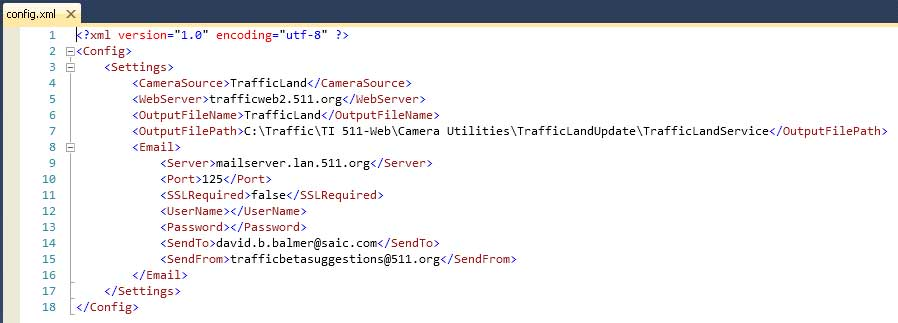 config.xml
1 <?xml version="1.0" encoding="utf-8" ?>
2 <Config>
3 <Settings>
4 <CameraSource>TrafficLand</CameraSource>
5 <WebServer>trafficweb2.511.org</WebServer>
6 <OutputFileName>TrafficLand</OutputFileName>
7 <OutputFilePath>C:\Traffic\TI 511-Web\Camera Utilities\TrafficLandUpdate\TrafficLandService</OutputFilePath>
8 <Email>
9 <Server>mailserver.lan.511.org</Server>
10 <Port>125</Port>
11 <SSLRequired>false</SSLRequired>
12 <UserName></UserName>
13 <Password></Password>
14 <SendTo>david.b.balmer@saic.com</SendTo>
15 <SendFrom>trafficbetasuggestions@511.org</SendFrom>
16 </Email>
17 </Settings>
18 </Config>